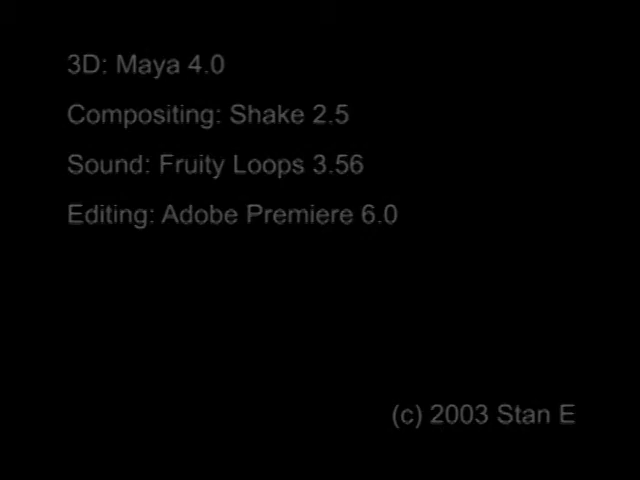 3D: Maya 4.0
Compositing: Shake 2.5
Sound: Fruity Loops 3.56
Editing: Adobe Premiere 6.0
(c) 2003 Stan E